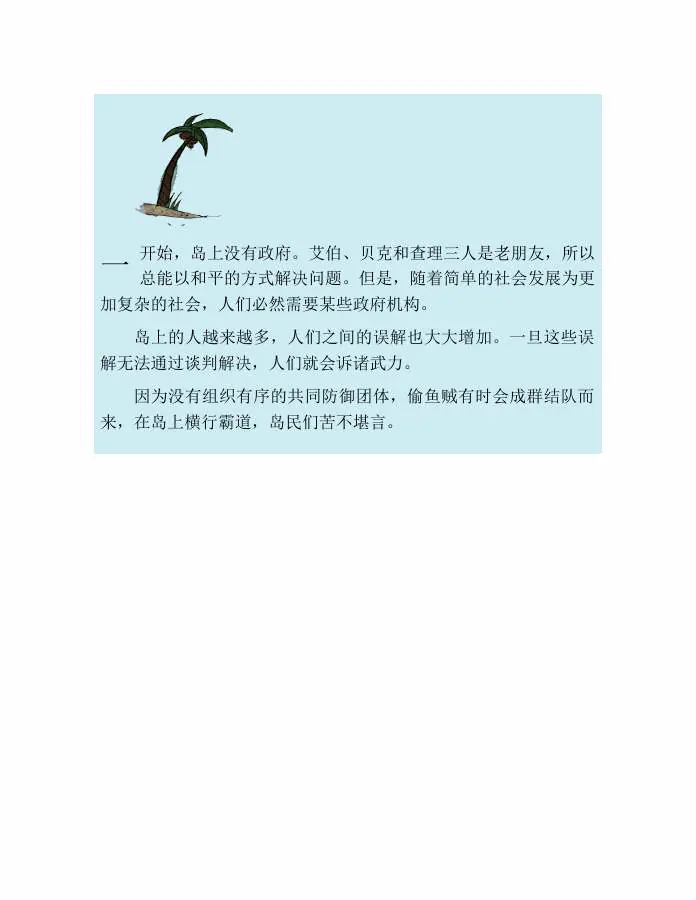 一 开始，岛上没有政府。艾伯、贝克和查理三人是老朋友，所以
总能以和平的方式解决问题。但是，随着简单的社会发展为更
加复杂的社会，人们必然需要某些政府机构。
岛上的人越来越多，人们之间的误解也大大增加。一旦这些误
解无法通过谈判解决，人们就会诉诸武力。
因为没有组织有序的共同防御团体，偷鱼贼有时会成群结队而
来，在岛上横行霸道，岛民们苦不堪言。